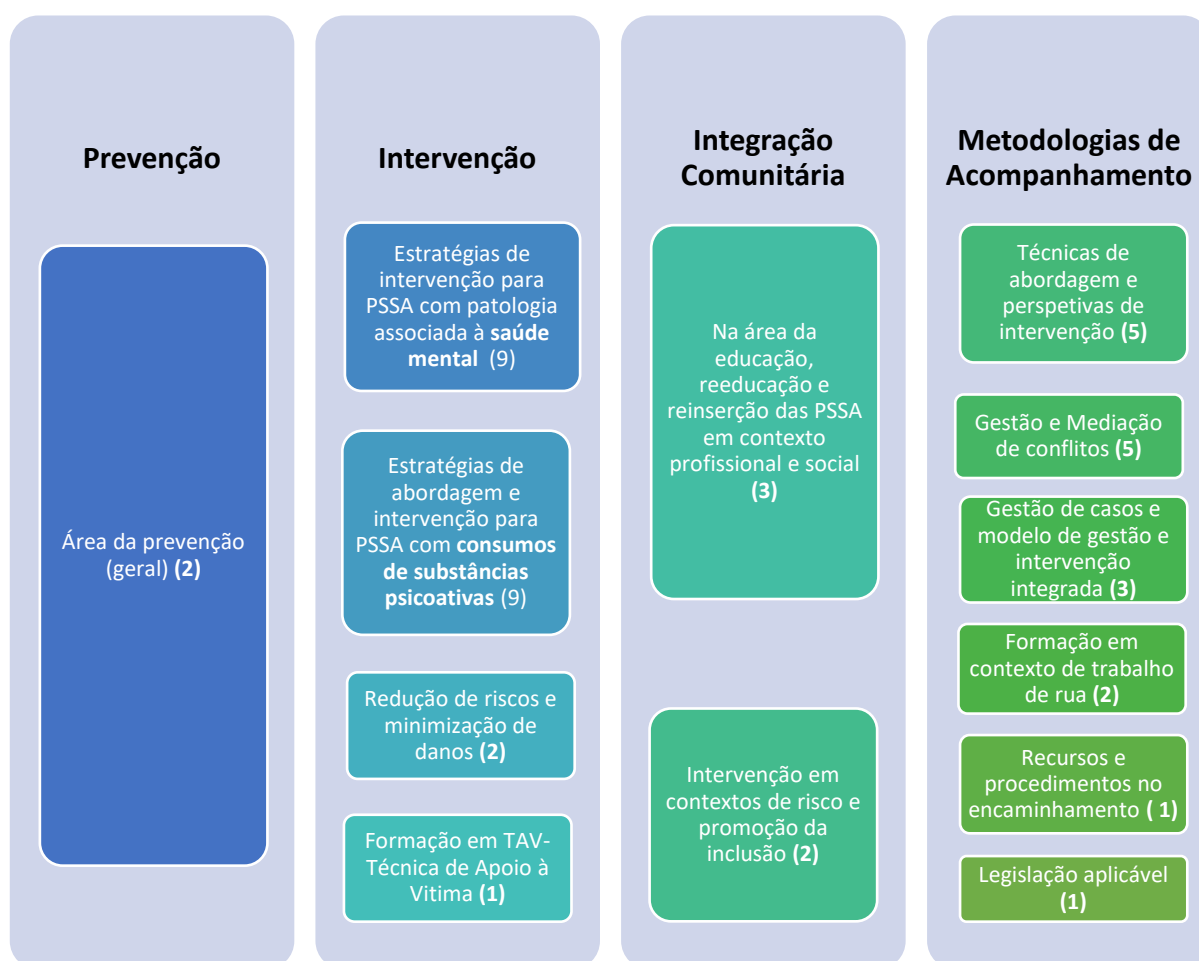 Prevenção
Área da prevenção
(geral) (2)
Intervenção
Estratégias de
intervenção para
PSSA com patologia
associada à saúde
mental (9)
Estratégias de
abordagem e
intervenção para
PSSA com consumos
de substâncias
psicoativas (9)
Redução de riscos e
minimização de
danos (2)
Formação em TAV-
Técnica de Apoio à
Vitima (1)
Integração
Comunitária
Na área da
educação,
reeducação e
reinserção das PSSA
em contexto
profissional e social
(3)
Intervenção em
contextos de risco e
promoção da
inclusão (2)
Metodologias de
Acompanhamento
Técnicas de
abordagem e
perspetivas de
intervenção (5)
Gestão e Mediação
de conflitos (5)
Gestão de casos e
modelo de gestão e
intervenção
integrada (3)
Formação em
contexto de trabalho
de rua (2)
Recursos e
procedimentos no
encaminhamento ( 1)
Legislação aplicável
(1)